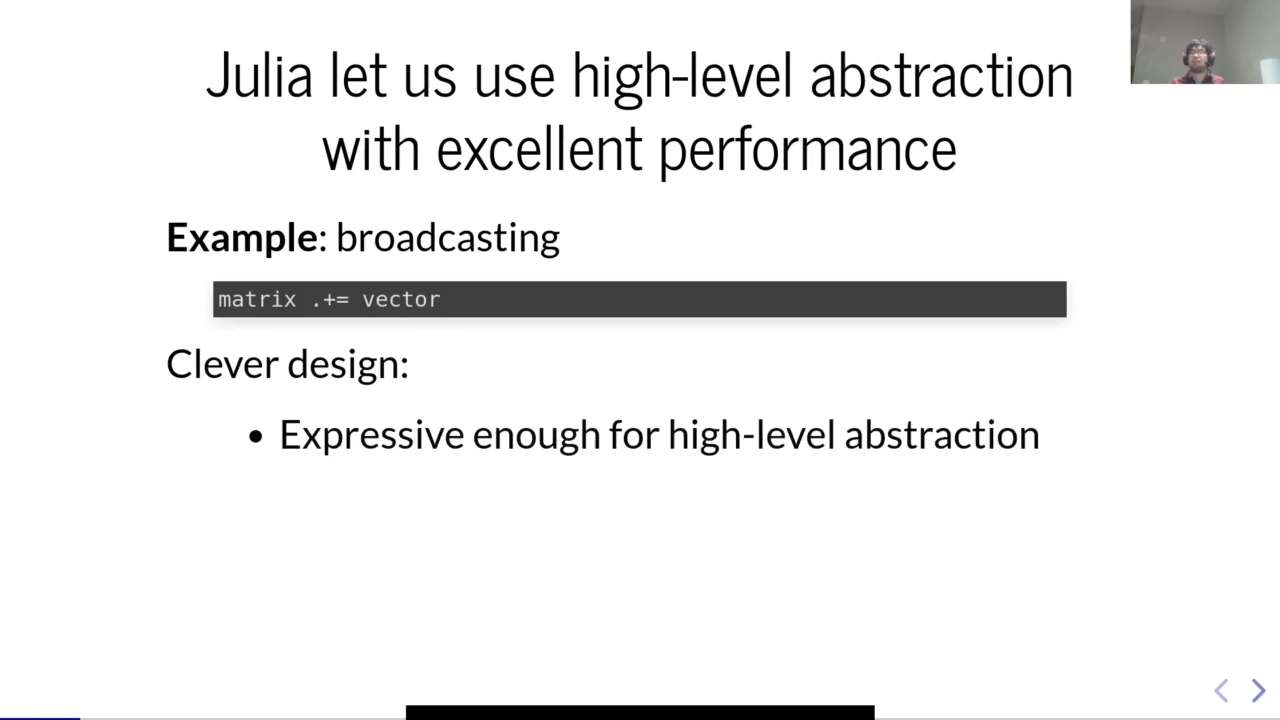 Julia let us use high-level abstraction
with excellent performance
Example: broadcasting
matrix .+= vector
Clever design:
• Expressive enough for high-level abstraction